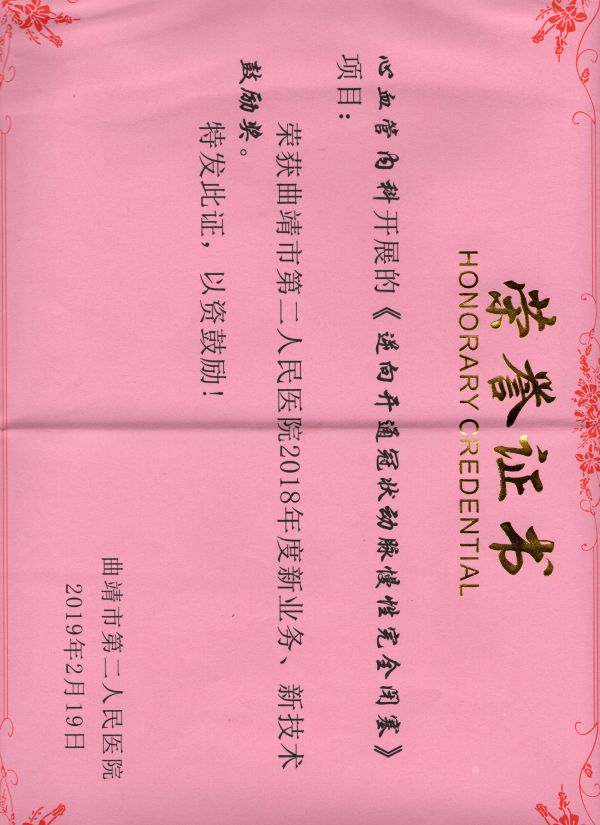 荣誉证书
HONORARY CREDENTIAL
心血管内科开展的《逆向开通冠状动脉慢性完全闭塞》
项目：
荣获曲靖市第二人民医院2018年度新业务、新技术
鼓励奖。
特发此证，以资鼓励！
曲靖市第二人民医院
2019年2月19日